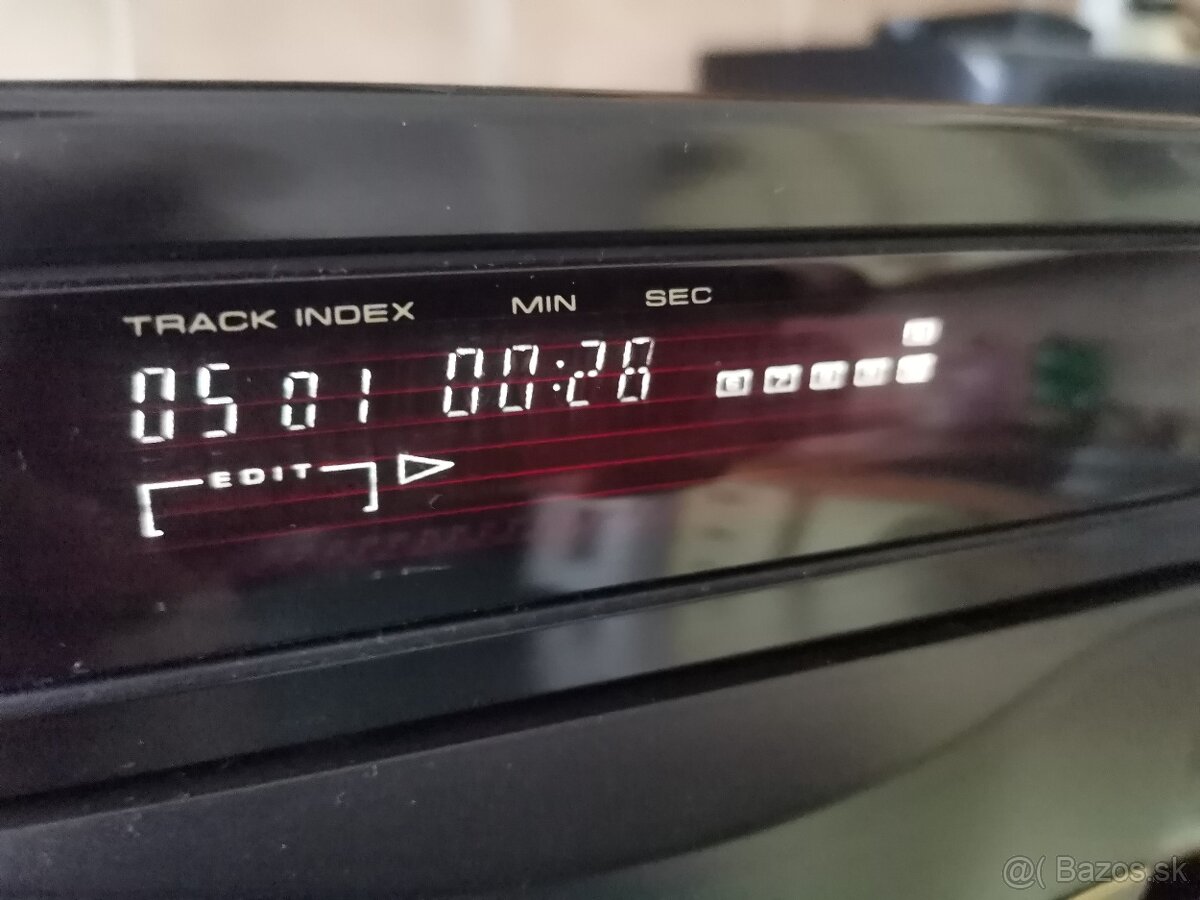 TRACK INDEX MIN SEC
05 01 00:28
EDIT
@( Bazos.sk